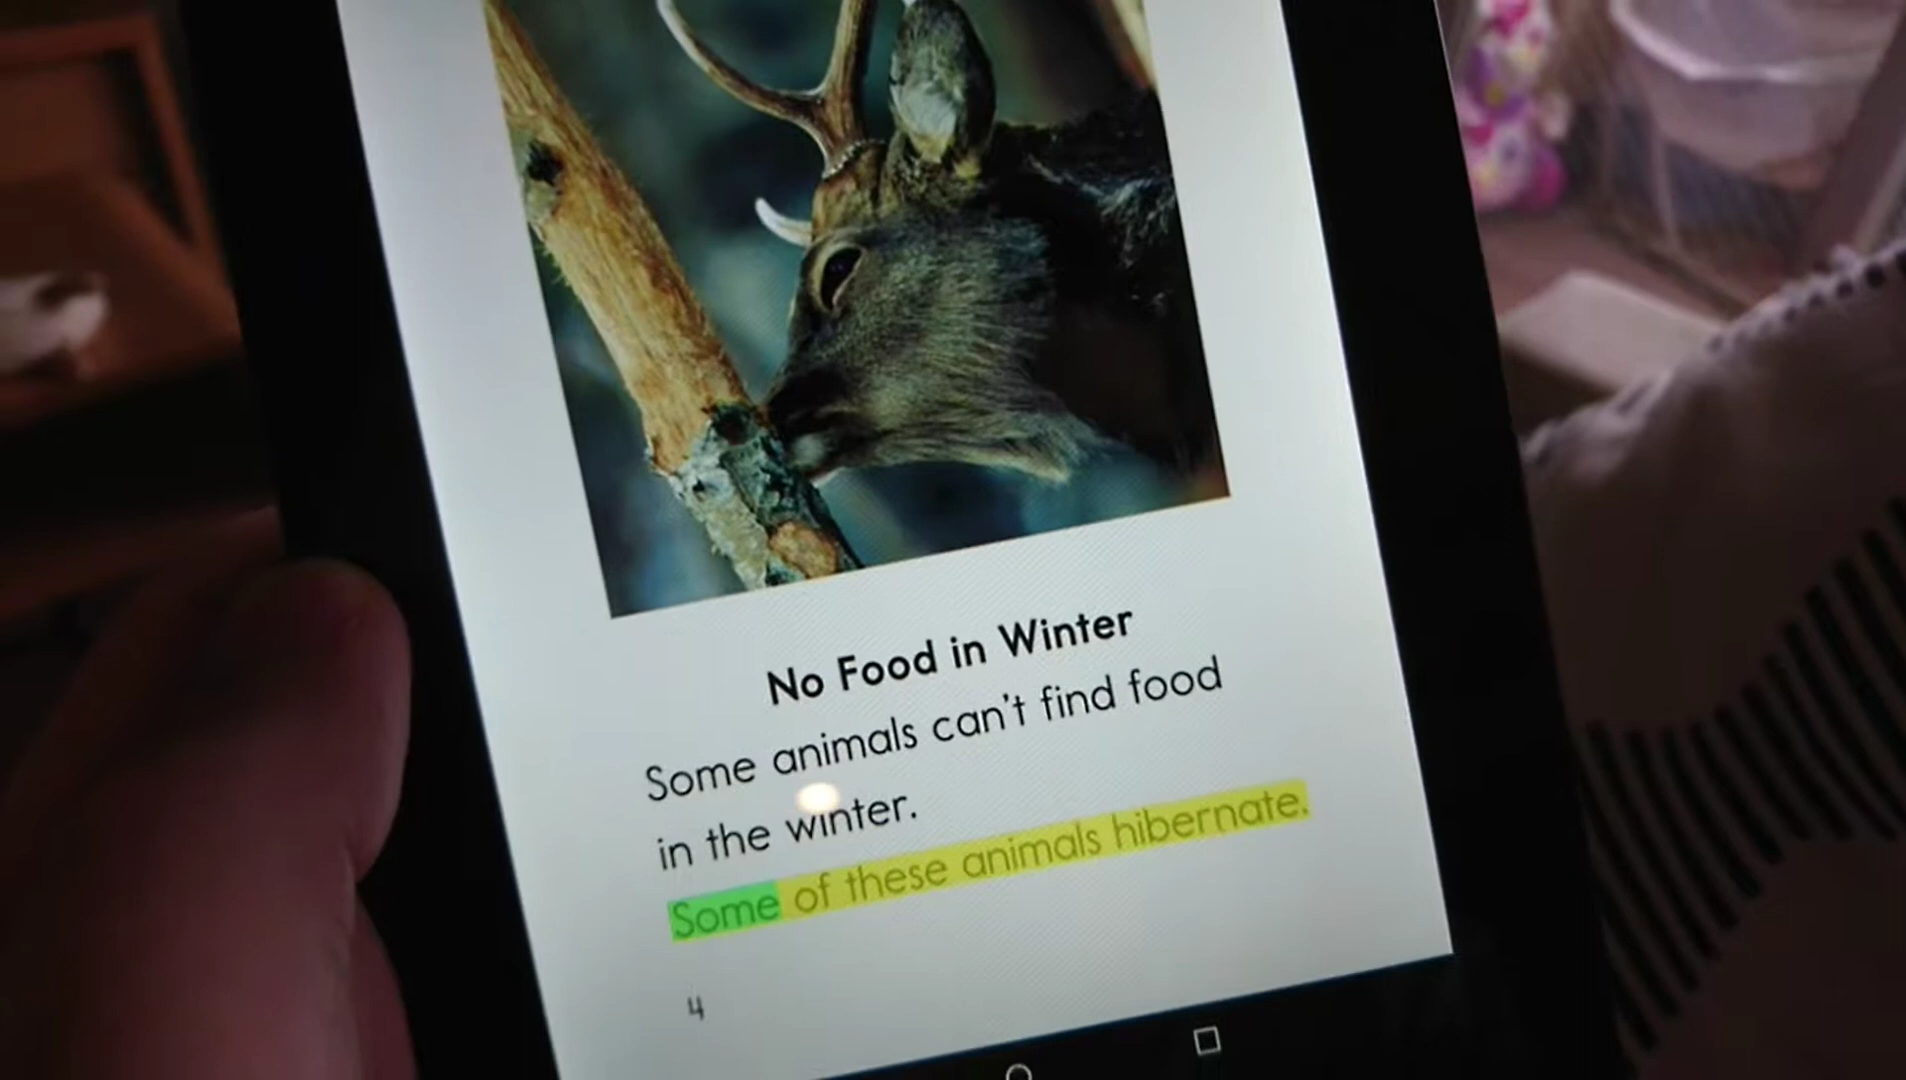 No Food in Winter
Some animals can't find food
in the winter.
Some of these animals hibernate.
4